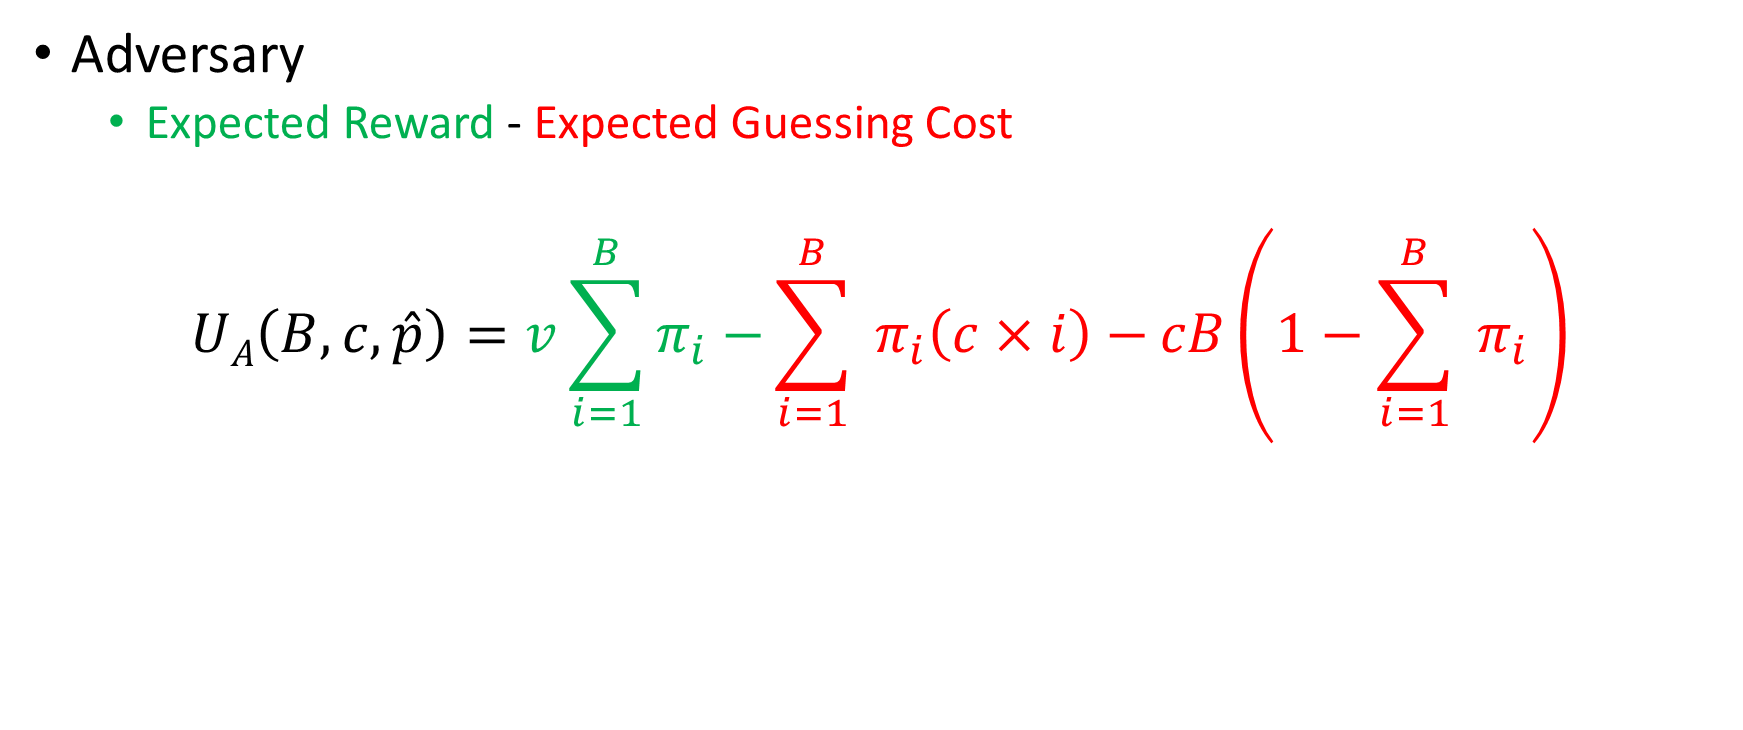 • Adversary
• Expected Reward - Expected Guessing Cost
U_A(B, c, p̂) = v ∑_{i=1}^{B} π_i − ∑_{i=1}^{B} π_i(c × i) − cB(1 − ∑_{i=1}^{B} π_i)